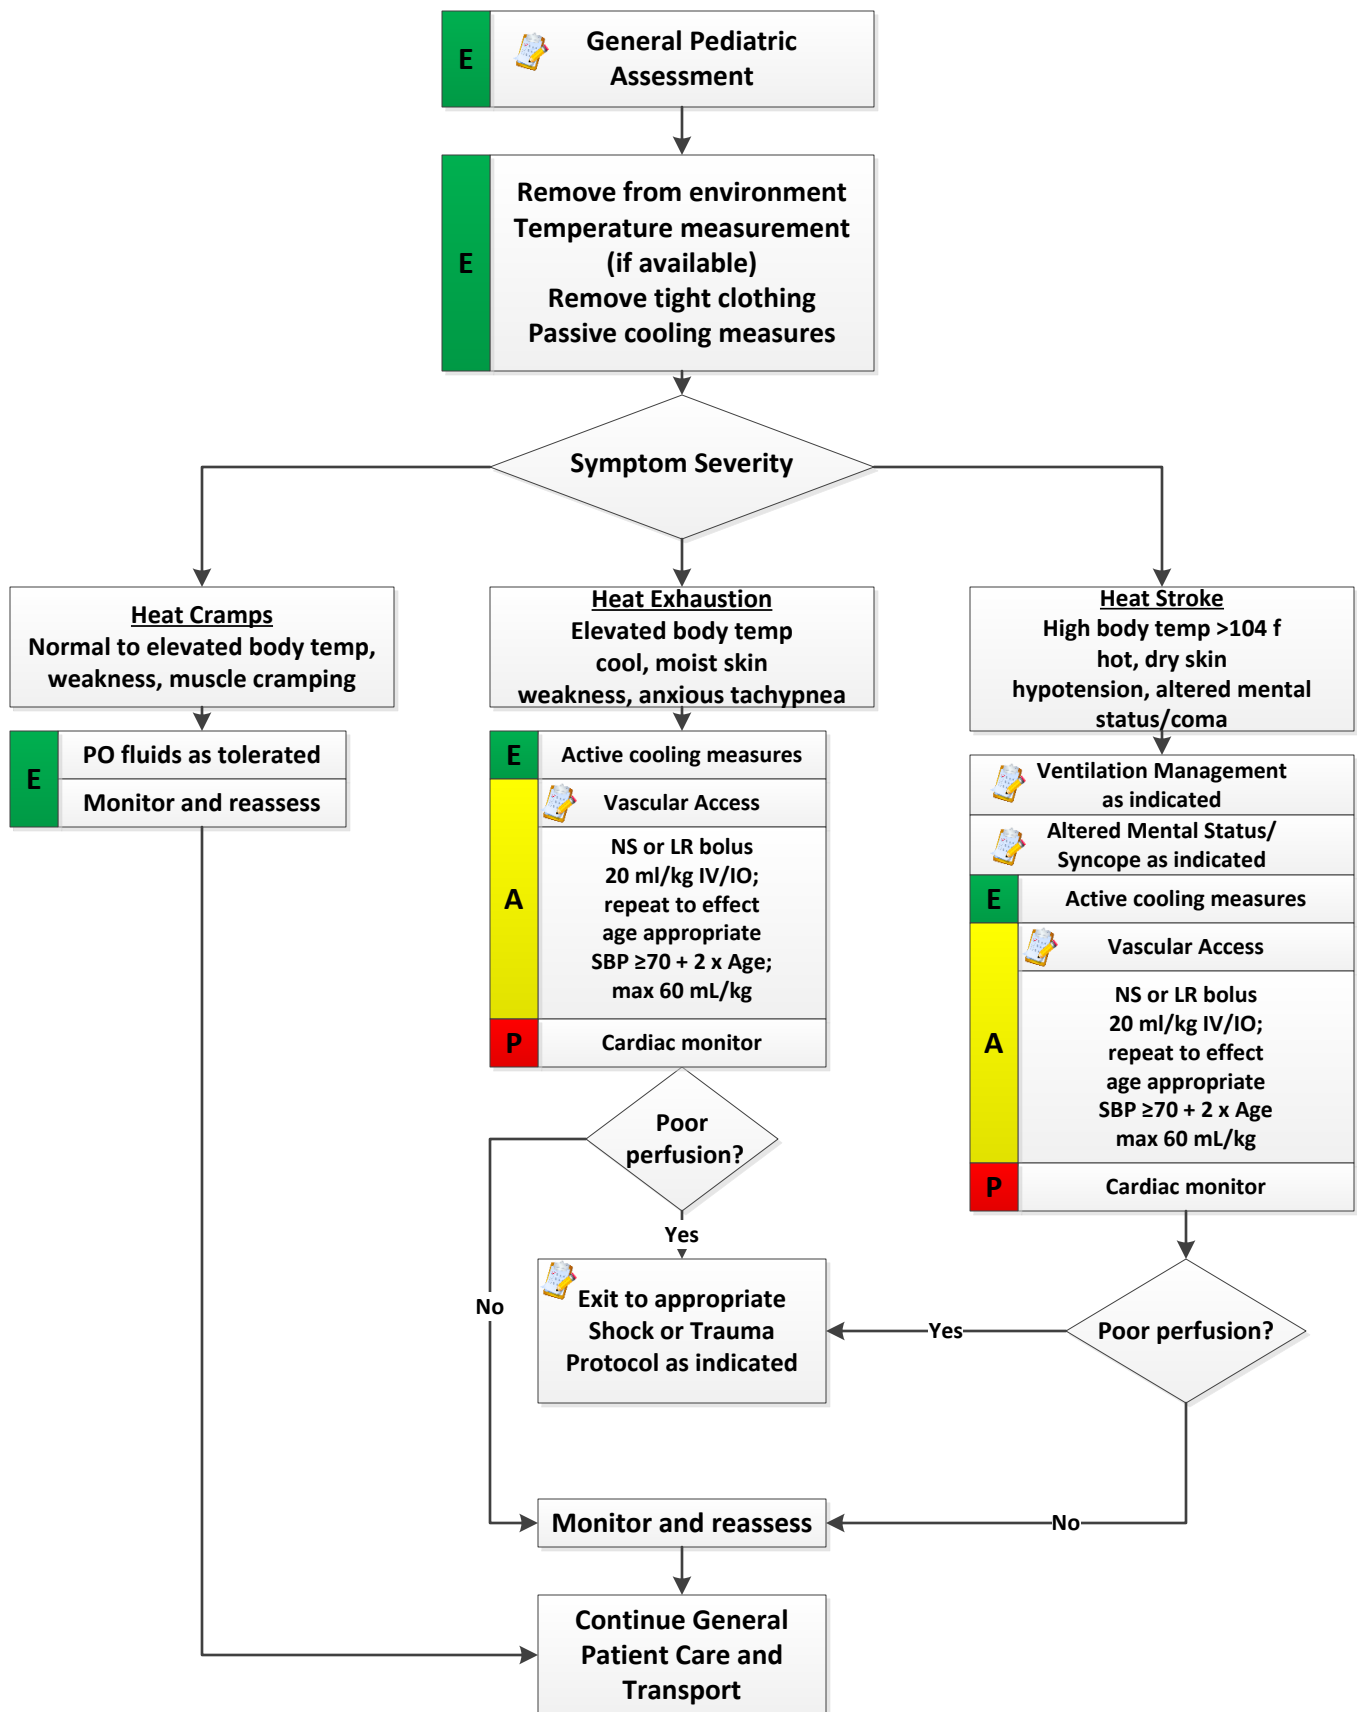 E
General Pediatric
Assessment
E
Remove from environment
Temperature measurement
(if available)
Remove tight clothing
Passive cooling measures
Symptom Severity
Heat Cramps
Normal to elevated body temp,
weakness, muscle cramping
E
PO fluids as tolerated
Monitor and reassess
Heat Exhaustion
Elevated body temp
cool, moist skin
weakness, anxious tachypnea
E
Active cooling measures
A
Vascular Access
NS or LR bolus
20 ml/kg IV/IO;
repeat to effect
age appropriate
SBP ≥70 + 2 x Age;
max 60 mL/kg
P
Cardiac monitor
Poor
perfusion?
Yes
No
Exit to appropriate
Shock or Trauma
Protocol as indicated
Heat Stroke
High body temp >104 f
hot, dry skin
hypotension, altered mental
status/coma
Ventilation Management
as indicated
Altered Mental Status/
Syncope as indicated
E
Active cooling measures
A
Vascular Access
NS or LR bolus
20 ml/kg IV/IO;
repeat to effect
age appropriate
SBP ≥70 + 2 x Age
max 60 mL/kg
P
Cardiac monitor
Poor perfusion?
Yes
No
Monitor and reassess
Continue General
Patient Care and
Transport